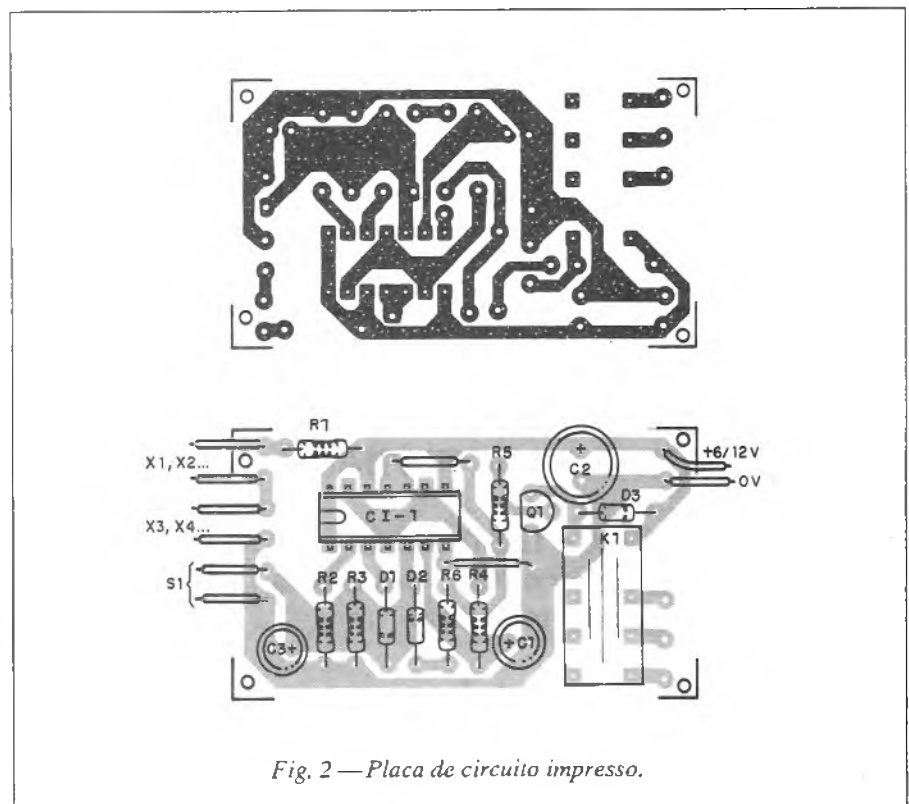 R1
X1, X2...
X3, X4...
S1
CI-1
R5
C2
+
+6/12V
0V
Q1
D3
K1
R2 R3 D1 D2 R6 R4
C3+
+C1
Fig. 2 — Placa de circuito impresso.